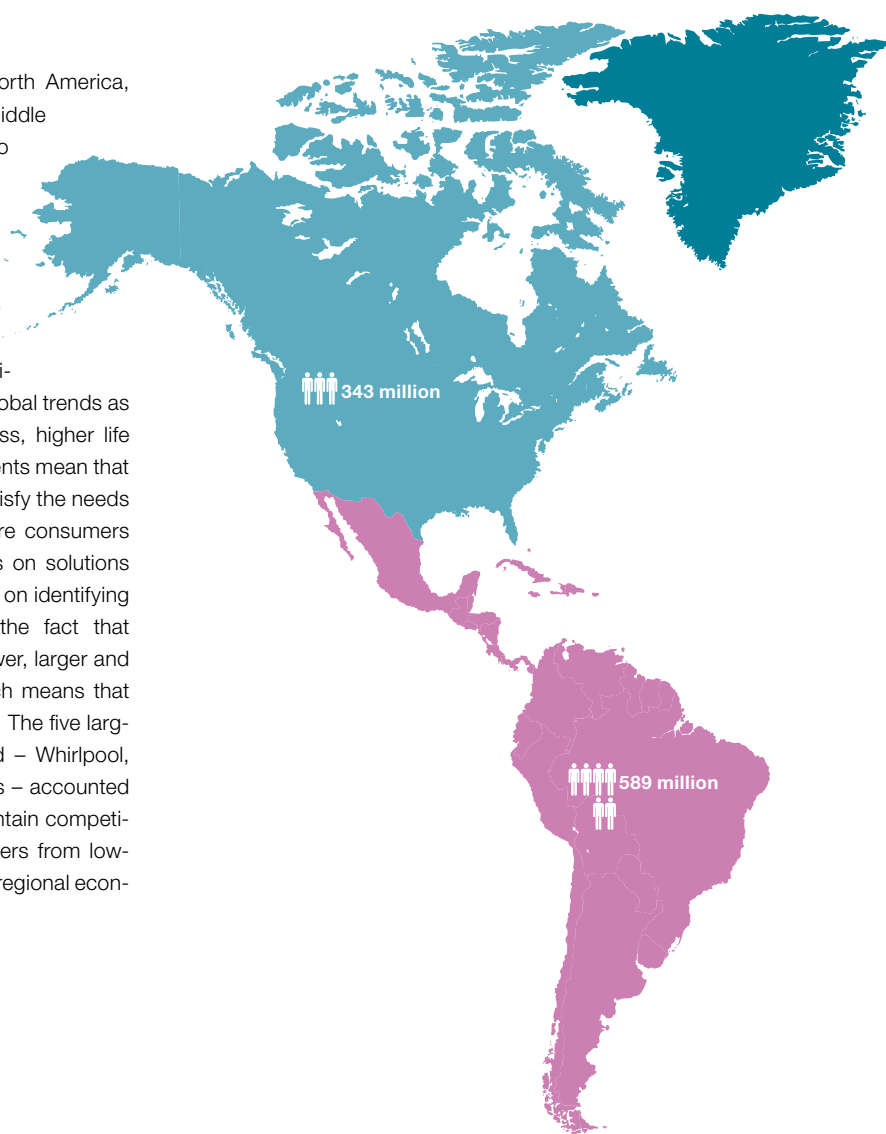 orth America,
iddle
o
i-
obal trends as
ss, higher life
ents mean that
isfy the needs
re consumers
s on solutions
on identifying
the fact that
wer, larger and
ch means that
The five larg-
d – Whirlpool,
s – accounted
ntain competi-
ers from low-
regional econ-
343 million
589 million